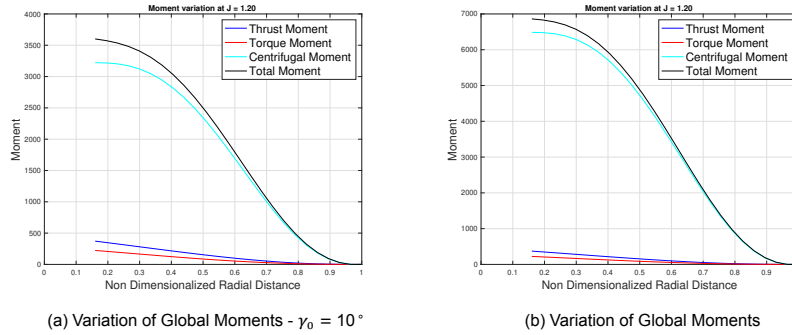 Moment variation at J = 1.20
4000
3500
3000
2500
2000
1500
1000
500
0
Moment
Thrust Moment
Torque Moment
Centrifugal Moment
Total Moment
0 0.1 0.2 0.3 0.4 0.5 0.6 0.7 0.8 0.9 1
Non Dimensionalized Radial Distance
(a) Variation of Global Moments - γ₀ = 10°
Moment variation at J = 1.20
7000
6000
5000
4000
3000
2000
1000
0
Moment
Thrust Moment
Torque Moment
Centrifugal Moment
Total Moment
0 0.1 0.2 0.3 0.4 0.5 0.6 0.7 0.8 0.9
Non Dimensionalized Radial Distance
(b) Variation of Global Moments